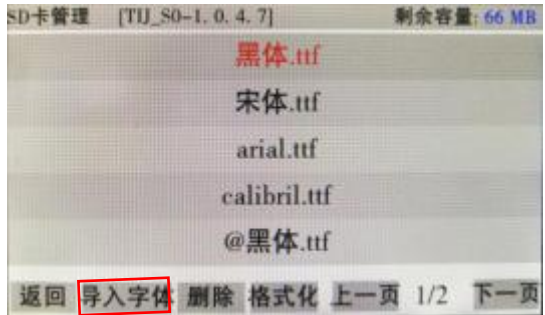 SD卡管理 [TIJ_S0-1.0.4.7] 剩余容量: 66 MB
黑体.ttf
宋体.ttf
arial.ttf
calibril.ttf
@黑体.ttf
返回 导入字体 删除 格式化 上一页 1/2 下一页